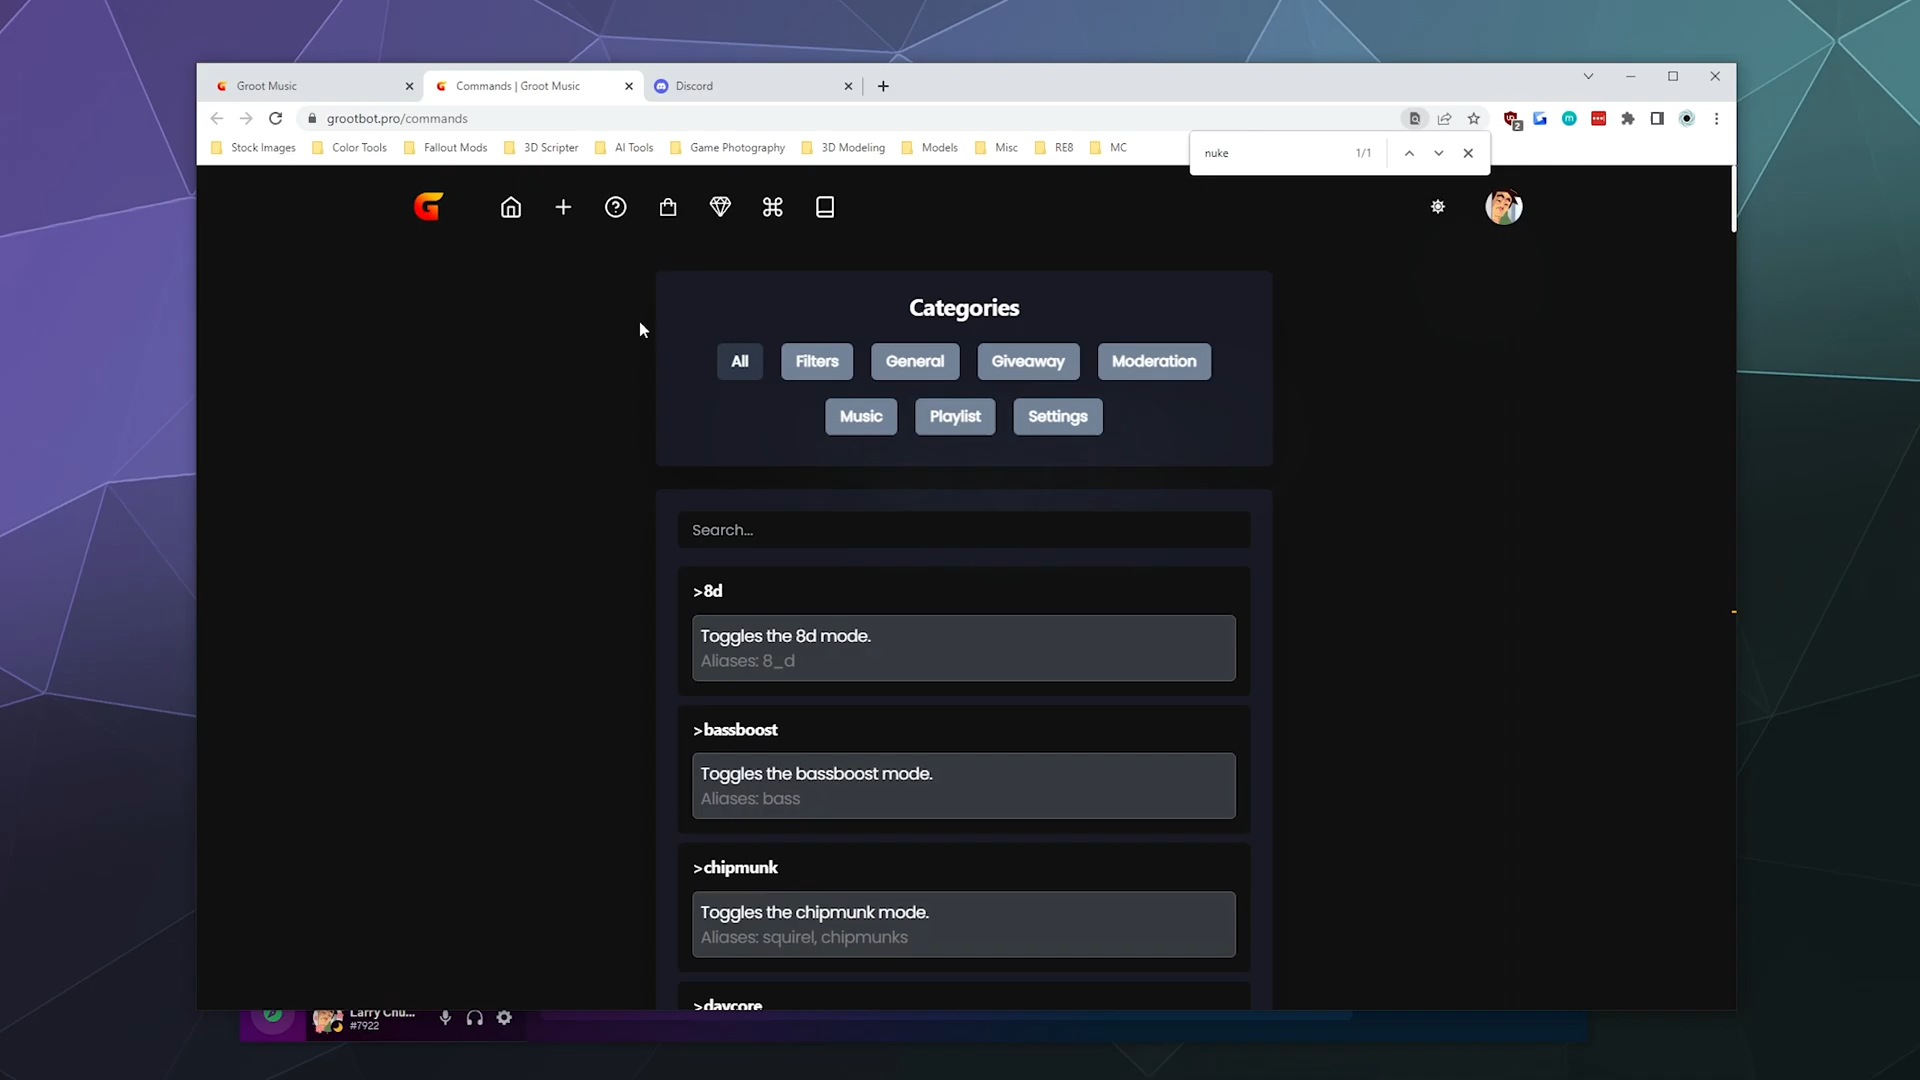 Groot Music
Commands | Groot Music
Discord
grootbot.pro/commands
2
Stock Images
Color Tools
Fallout Mods
3D Scripter
AI Tools
Game Photography
3D Modeling
Models
Misc
RE8
MC
nuke
1/1
Categories
All
Filters
General
Giveaway
Moderation
Music
Playlist
Settings
Search...
>8d
Toggles the 8d mode.
Aliases: 8_d
>bassboost
Toggles the bassboost mode.
Aliases: bass
>chipmunk
Toggles the chipmunk mode.
Aliases: squirel, chipmunks
>daycore
Larry Chu...
#7922